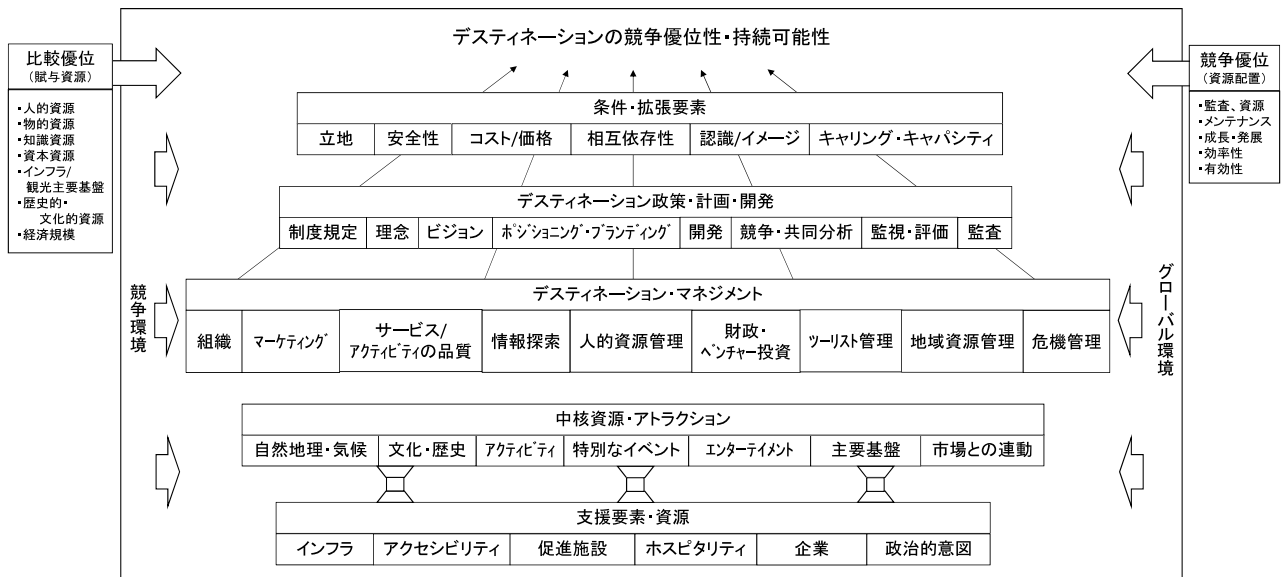 デスティネーションの競争優位性・持続可能性
比較優位
（賦与資源）
・人的資源
・物的資源
・知識資源
・資本資源
・インフラ/
観光主要基盤
・歴史的・
文化的資源
・経済規模
競争優位
（資源配置）
・監査、資源
・メンテナンス
・成長・発展
・効率性
・有効性
条件・拡張要素
立地 安全性 コスト/価格 相互依存性 認識/イメージ キャリング・キャパシティ
デスティネーション政策・計画・開発
制度規定 理念 ビジョン ポジショニング・ブランディング 開発 競争・共同分析 監視・評価 監査
競争環境
グローバル環境
デスティネーション・マネジメント
組織 マーケティング サービス/
アクティビティの品質 情報探索 人的資源管理 財政・
ベンチャー投資 ツーリスト管理 地域資源管理 危機管理
中核資源・アトラクション
自然地理・気候 文化・歴史 アクティビティ 特別なイベント エンターテイメント 主要基盤 市場との連動
支援要素・資源
インフラ アクセシビリティ 促進施設 ホスピタリティ 企業 政治的意図